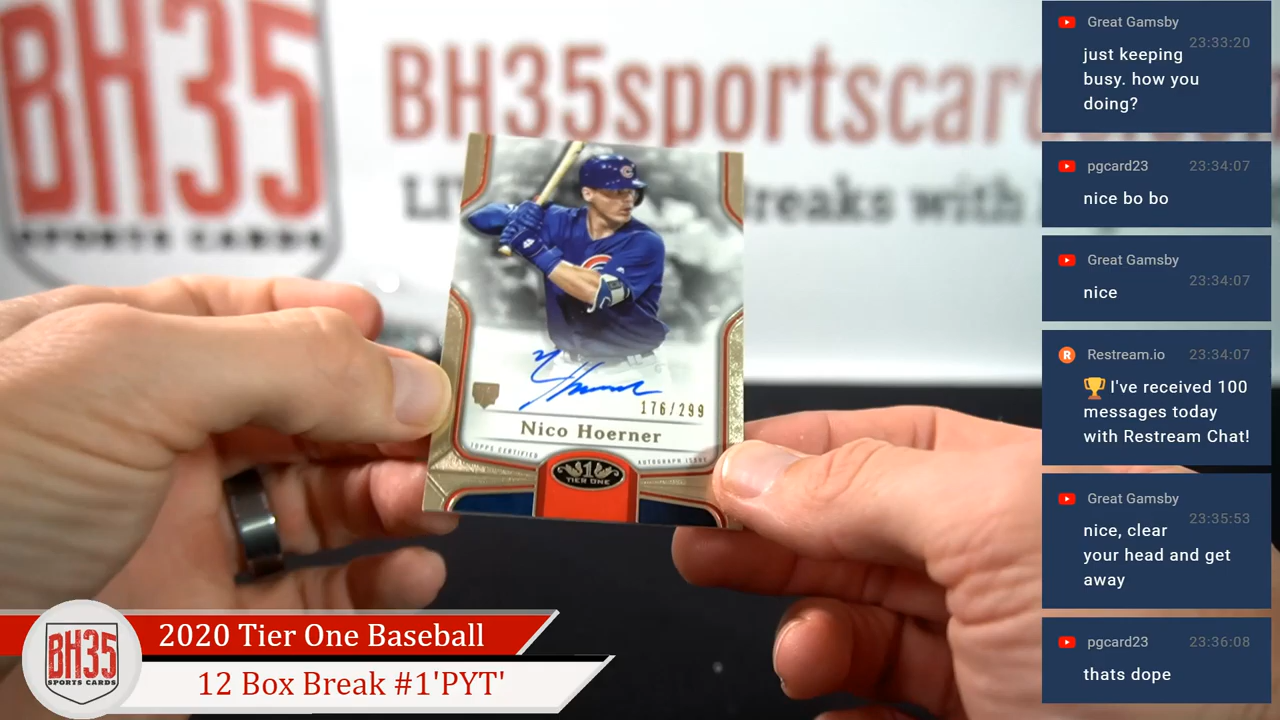 BH35
SPORTS CARDS
BH35sportscard
reaks with
Nico Hoerner
176/299
TOPPS CERTIFIED
AUTOGRAPH ISSUE
1
TIER ONE
BH35
SPORTS CARDS
2020 Tier One Baseball
12 Box Break #1'PYT'
Great Gamsby
23:33:20
just keeping
busy. how you
doing?
pgcard23
23:34:07
nice bo bo
Great Gamsby
23:34:07
nice
Restream.io
23:34:07
🏆 I've received 100
messages today
with Restream Chat!
Great Gamsby
23:35:53
nice, clear
your head and get
away
pgcard23
23:36:08
thats dope